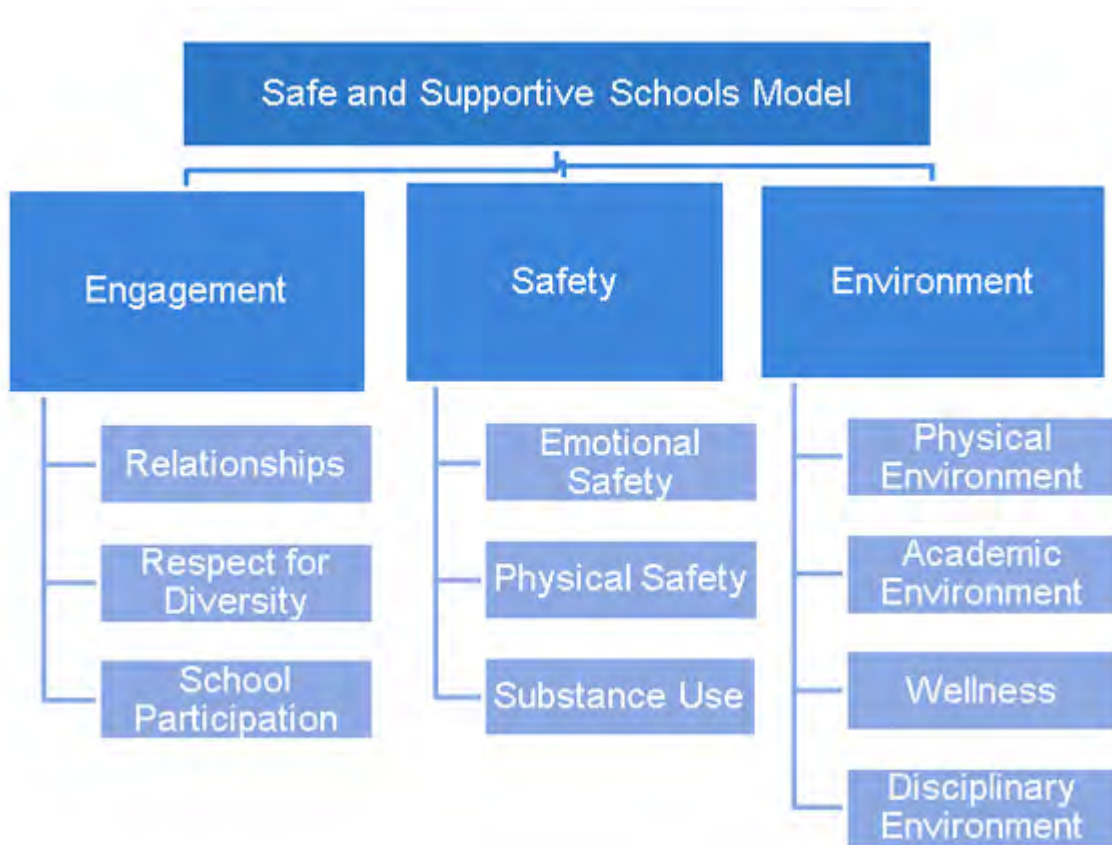 Safe and Supportive Schools Model
Engagement
Relationships
Respect for
Diversity
School
Participation
Safety
Emotional
Safety
Physical Safety
Substance Use
Environment
Physical
Environment
Academic
Environment
Wellness
Disciplinary
Environment